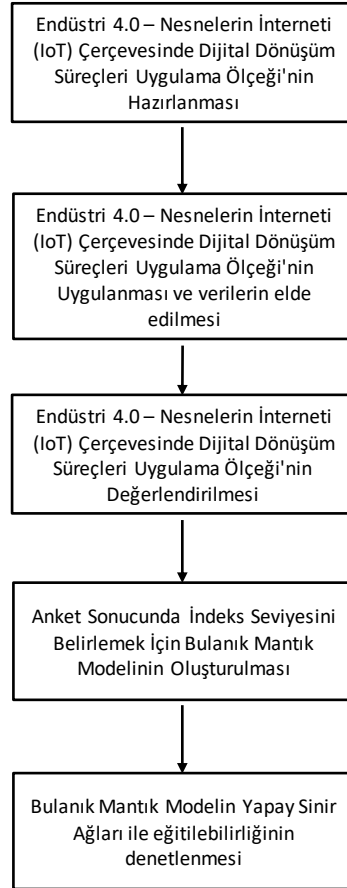 Endüstri 4.0 – Nesnelerin İnterneti
(IoT) Çerçevesinde Dijital Dönüşüm
Süreçleri Uygulama Ölçeği'nin
Hazırlanması
Endüstri 4.0 – Nesnelerin İnterneti
(IoT) Çerçevesinde Dijital Dönüşüm
Süreçleri Uygulama Ölçeği'nin
Uygulanması ve verilerin elde
edilmesi
Endüstri 4.0 – Nesnelerin İnterneti
(IoT) Çerçevesinde Dijital Dönüşüm
Süreçleri Uygulama Ölçeği'nin
Değerlendirilmesi
Anket Sonucunda İndeks Seviyesini
Belirlemek İçin Bulanık Mantık
Modelinin Oluşturulması
Bulanık Mantık Modelin Yapay Sinir
Ağları ile eğitilebilirliğinin
denetlenmesi